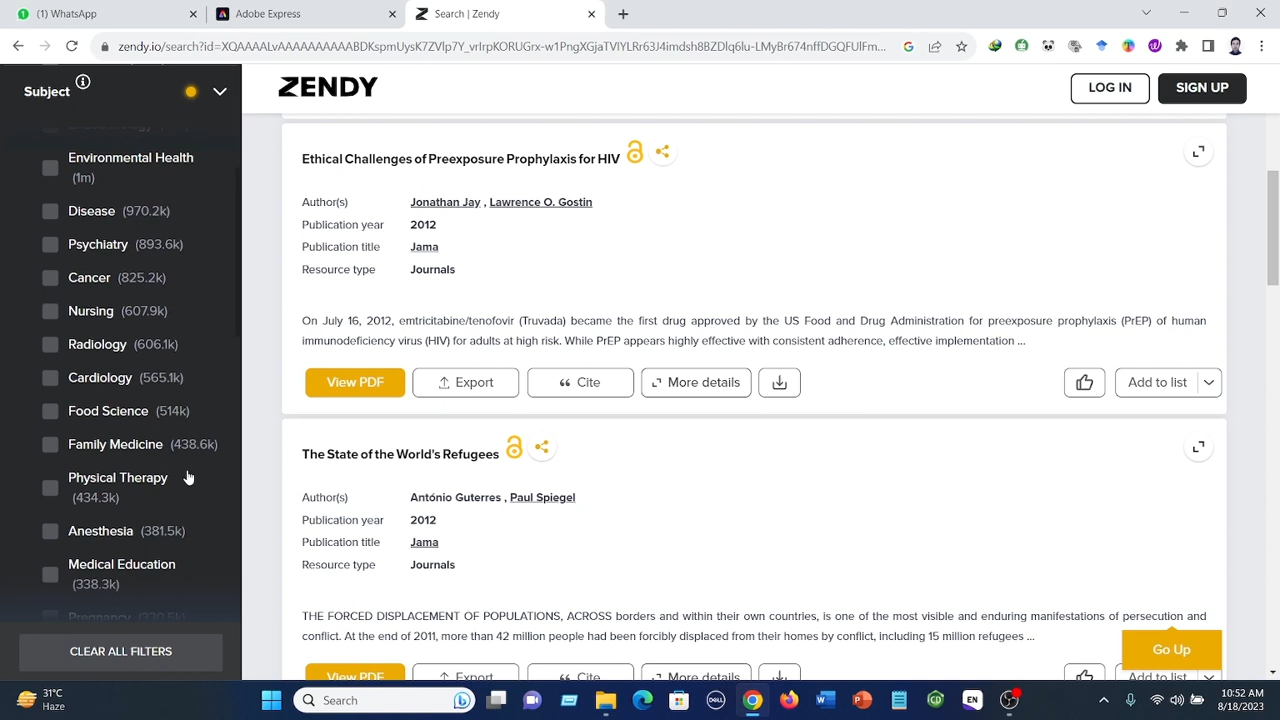 (1) WhatsApp
Adobe Express
Search | Zendy
zendy.io/search?id=
Subject
ZENDY
LOG IN
SIGN UP
Environmental Health
(1m)
Disease (970.2k)
Psychiatry (893.6k)
Cancer (825.2k)
Nursing (607.9k)
Radiology (606.1k)
Cardiology (565.1k)
Food Science (514k)
Family Medicine (438.6k)
Physical Therapy
(434.3k)
Anesthesia (381.5k)
Medical Education
(338.3k)
Pregnancy
CLEAR ALL FILTERS
Ethical Challenges of Preexposure Prophylaxis for HIV
Author(s) Jonathan Jay , Lawrence O. Gostin
Publication year 2012
Publication title Jama
Resource type Journals
On July 16, 2012, emtricitabine/tenofovir (Truvada) became the first drug approved by the US Food and Drug Administration for preexposure prophylaxis (PrEP) of human
immunodeficiency virus (HIV) for adults at high risk. While PrEP appears highly effective with consistent adherence, effective implementation ...
View PDF Export Cite More details Add to list
The State of the World's Refugees
Author(s) António Guterres , Paul Spiegel
Publication year 2012
Publication title Jama
Resource type Journals
THE FORCED DISPLACEMENT OF POPULATIONS, ACROSS borders and within their own countries, is one of the most visible and enduring manifestations of persecution and
conflict. At the end of 2011, more than 42 million people had been forcibly displaced from their homes by conflict, including 15 million refugees ...
Go Up
View PDF Export Cite More details Add to list
31°C
Haze
Search
10:52 AM
8/18/2023